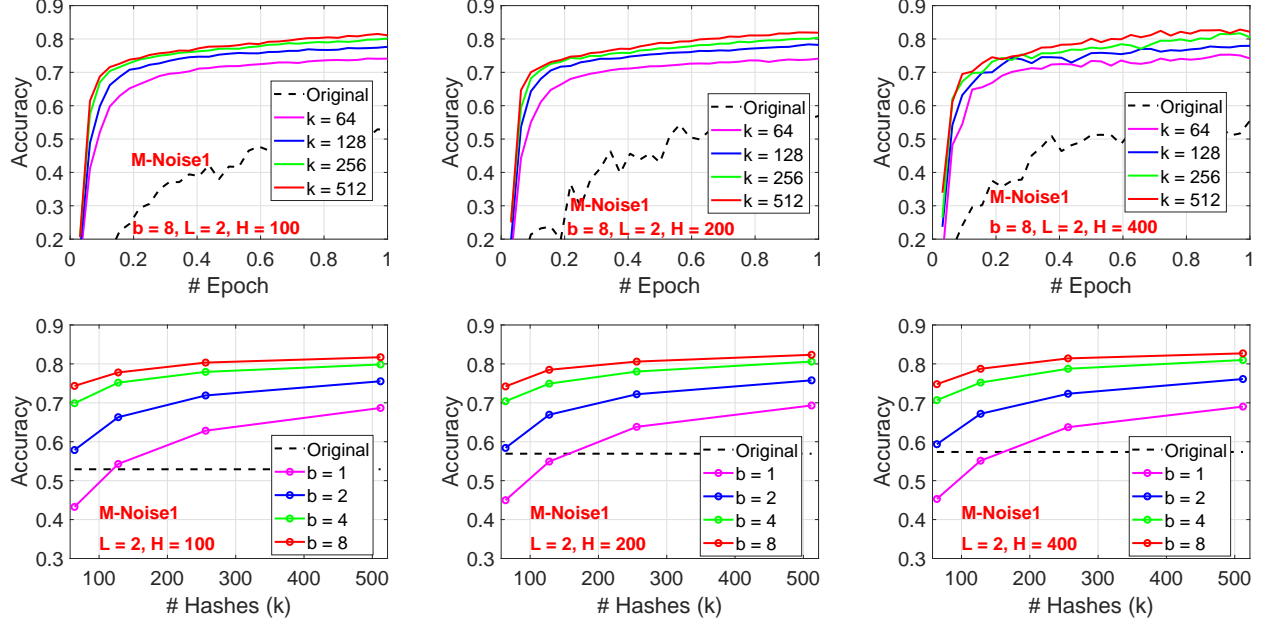 0.9
0.8
0.7
0.6
0.5
0.4
0.3
0.2
Accuracy
Original
k = 64
k = 128
k = 256
k = 512
M-Noise1
b = 8, L = 2, H = 100
0 0.2 0.4 0.6 0.8 1
# Epoch
0.9
0.8
0.7
0.6
0.5
0.4
0.3
0.2
Accuracy
Original
k = 64
k = 128
k = 256
k = 512
M-Noise1
b = 8, L = 2, H = 200
0 0.2 0.4 0.6 0.8 1
# Epoch
0.9
0.8
0.7
0.6
0.5
0.4
0.3
0.2
Accuracy
Original
k = 64
k = 128
k = 256
k = 512
M-Noise1
b = 8, L = 2, H = 400
0 0.2 0.4 0.6 0.8 1
# Epoch
0.9
0.8
0.7
0.6
0.5
0.4
0.3
Accuracy
Original
b = 1
b = 2
b = 4
b = 8
M-Noise1
L = 2, H = 100
100 200 300 400 500
# Hashes (k)
0.9
0.8
0.7
0.6
0.5
0.4
0.3
Accuracy
Original
b = 1
b = 2
b = 4
b = 8
M-Noise1
L = 2, H = 200
100 200 300 400 500
# Hashes (k)
0.9
0.8
0.7
0.6
0.5
0.4
0.3
Accuracy
Original
b = 1
b = 2
b = 4
b = 8
M-Noise1
L = 2, H = 400
100 200 300 400 500
# Hashes (k)